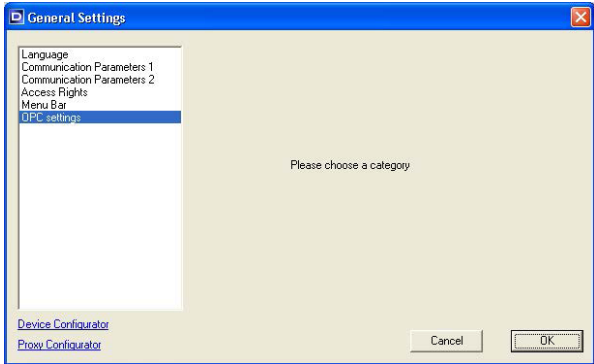 General Settings
Language
Communication Parameters 1
Communication Parameters 2
Access Rights
Menu Bar
OPC settings
Please choose a category
Device Configurator
Proxy Configurator
Cancel
OK